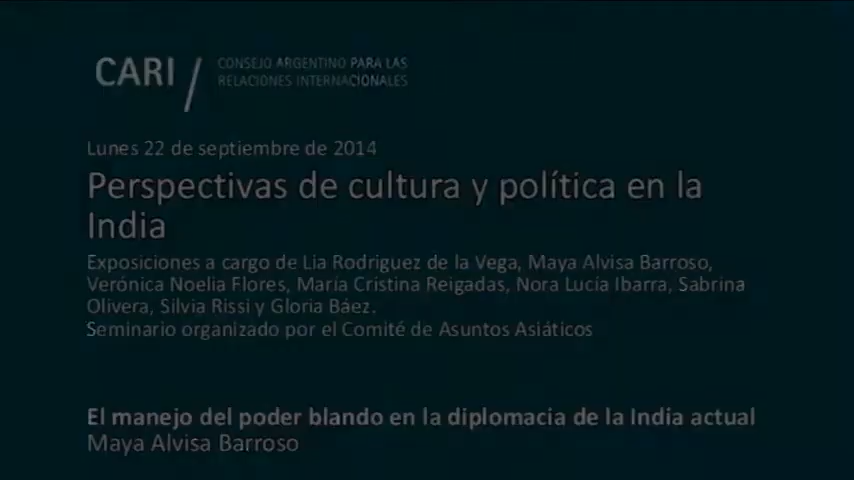 CARI /
CONSEJO ARGENTINO PARA LAS
RELACIONES INTERNACIONALES
Lunes 22 de septiembre de 2014
Perspectivas de cultura y política en la
India
Exposiciones a cargo de Lia Rodriguez de la Vega, Maya Alvisa Barroso,
Verónica Noelia Flores, María Cristina Reigadas, Nora Lucía Ibarra, Sabrina
Olivera, Silvia Rissi y Gloria Báez.
Seminario organizado por el Comité de Asuntos Asiáticos
El manejo del poder blando en la diplomacia de la India actual
Maya Alvisa Barroso